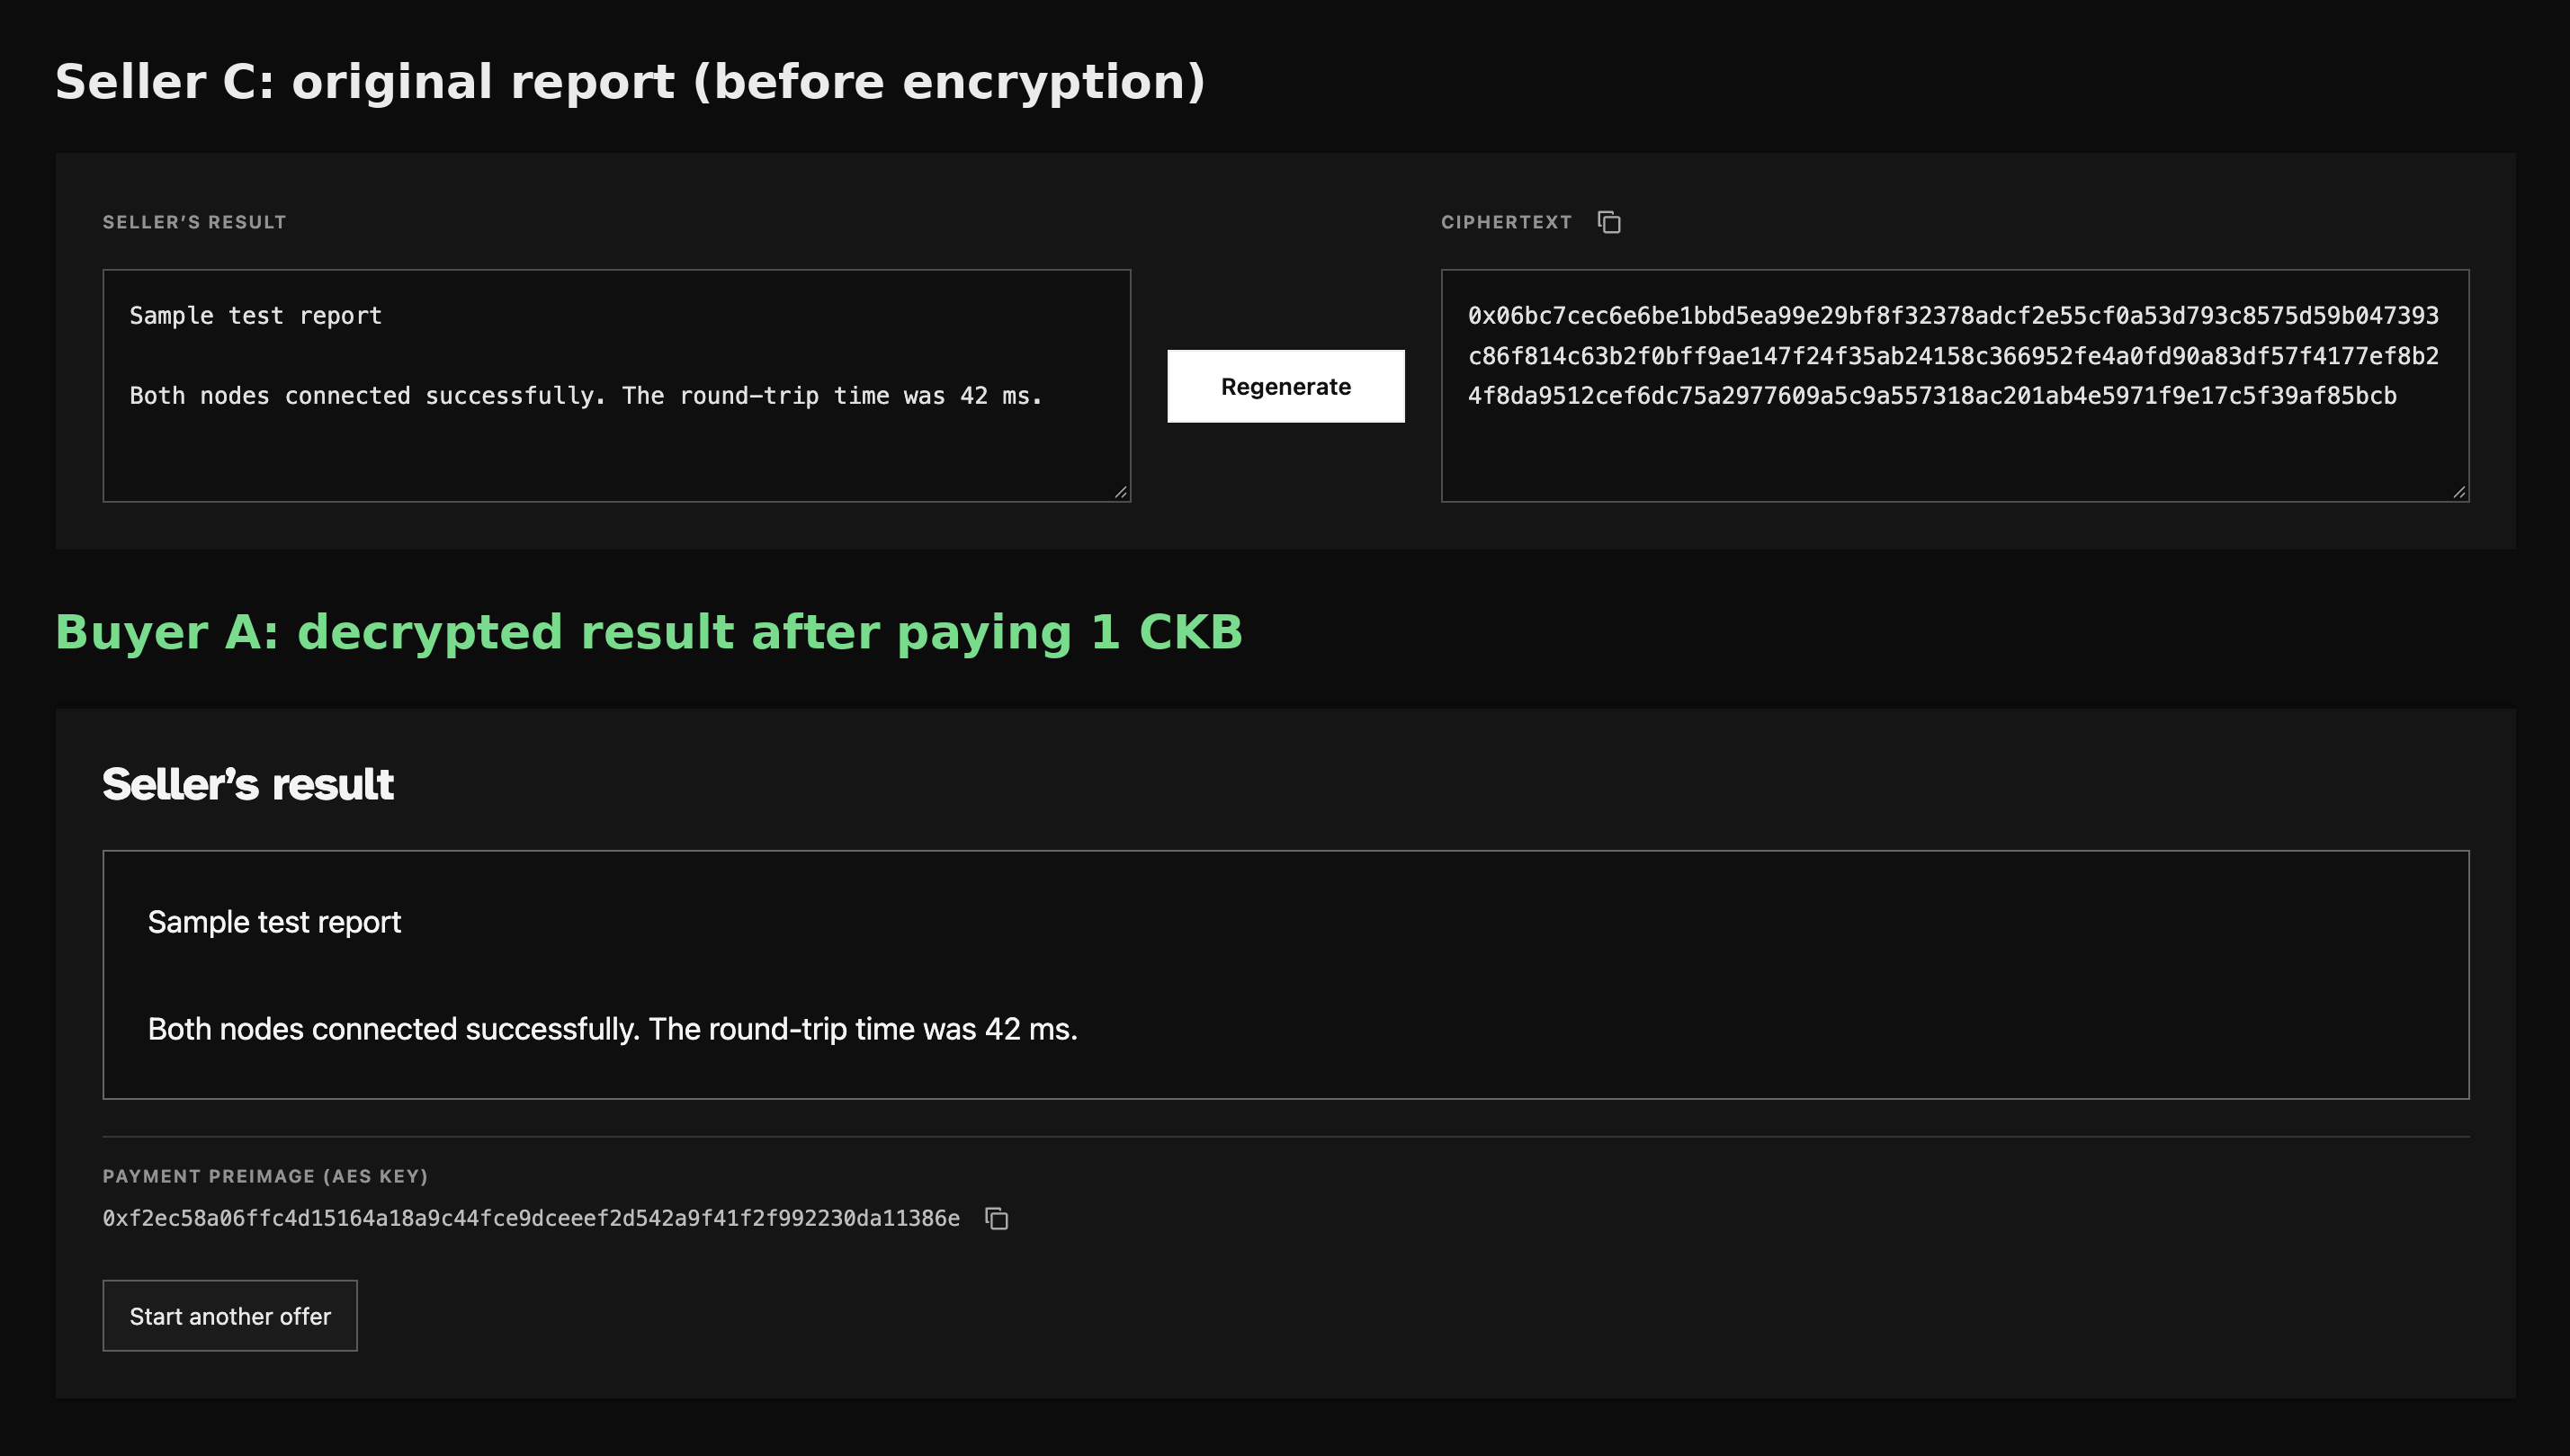 Seller C: original report (before encryption)
SELLER’S RESULT
CIPHERTEXT
Sample test report
Both nodes connected successfully. The round-trip time was 42 ms.
Regenerate
0x06bc7cec6e6be1bbd5ea99e29bf8f32378adcf2e55cf0a53d793c8575d59b047393
c86f814c63b2f0bff9ae147f24f35ab24158c366952fe4a0fd90a83df57f4177ef8b2
4f8da9512cef6dc75a2977609a5c9a557318ac201ab4e5971f9e17c5f39af85bcb
Buyer A: decrypted result after paying 1 CKB
Seller’s result
Sample test report
Both nodes connected successfully. The round-trip time was 42 ms.
PAYMENT PREIMAGE (AES KEY)
0xf2ec58a06ffc4d15164a18a9c44fce9dceeef2d542a9f41f2f992230da11386e
Start another offer